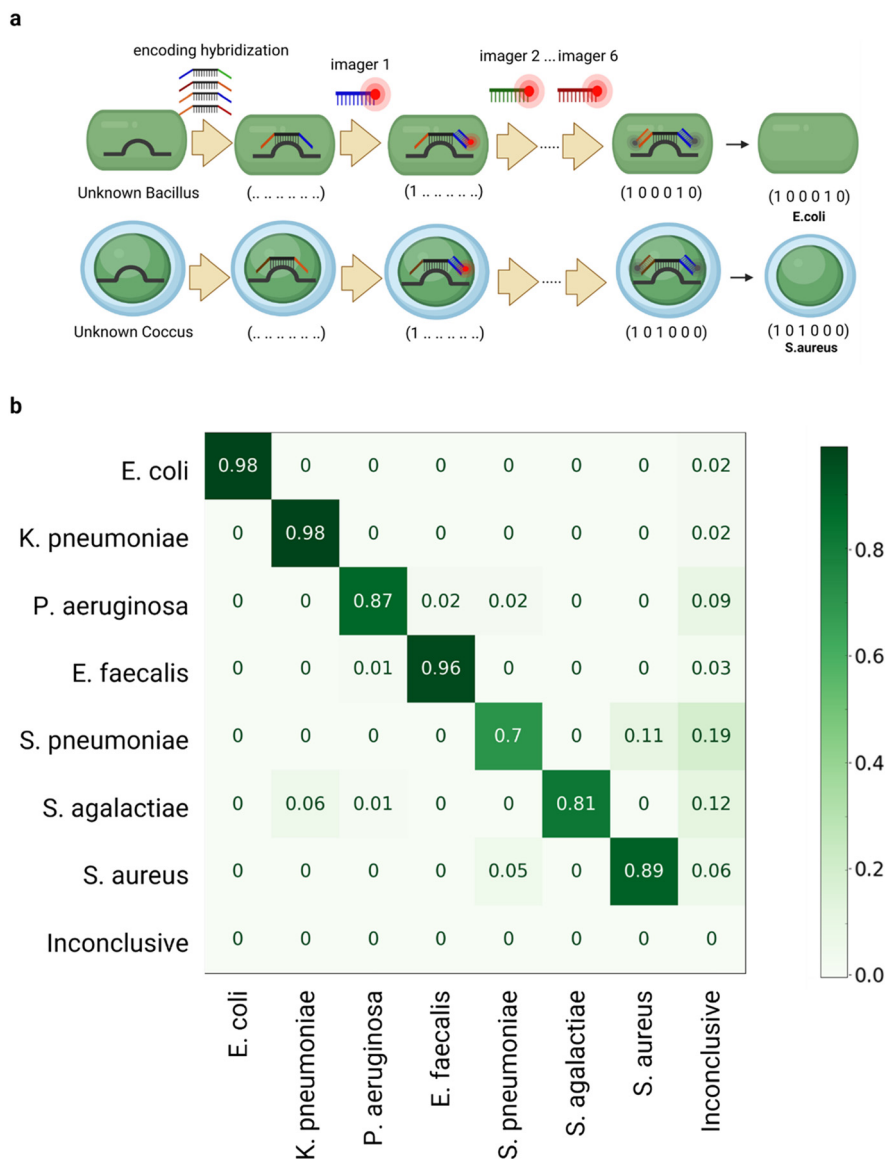 a
encoding hybridization
imager 1
imager 2 ... imager 6
.....
Unknown Bacillus
(.. .. .. .. .. ..)
(1 .. .. .. .. ..)
(1 0 0 0 1 0)
(1 0 0 0 1 0)
E.coli
.....
Unknown Coccus
(.. .. .. .. .. ..)
(1 .. .. .. .. ..)
(1 0 1 0 0 0)
(1 0 1 0 0 0)
S.aureus
b
E. coli 0.98 0 0 0 0 0 0 0.02
K. pneumoniae 0 0.98 0 0 0 0 0 0.02
P. aeruginosa 0 0 0.87 0.02 0.02 0 0 0.09
E. faecalis 0 0 0.01 0.96 0 0 0 0.03
S. pneumoniae 0 0 0 0 0.7 0 0.11 0.19
S. agalactiae 0 0.06 0.01 0 0 0.81 0 0.12
S. aureus 0 0 0 0 0.05 0 0.89 0.06
Inconclusive 0 0 0 0 0 0 0 0
E. coli
K. pneumoniae
P. aeruginosa
E. faecalis
S. pneumoniae
S. agalactiae
S. aureus
Inconclusive
0.8
0.6
0.4
0.2
0.0